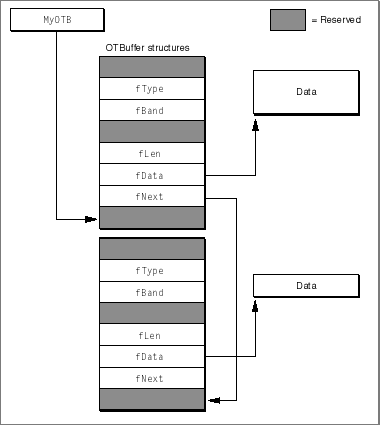 MyOTB
= Reserved
OTBuffer structures
fType
fBand
fLen
fData
fNext
Data
fType
fBand
fLen
fData
fNext
Data